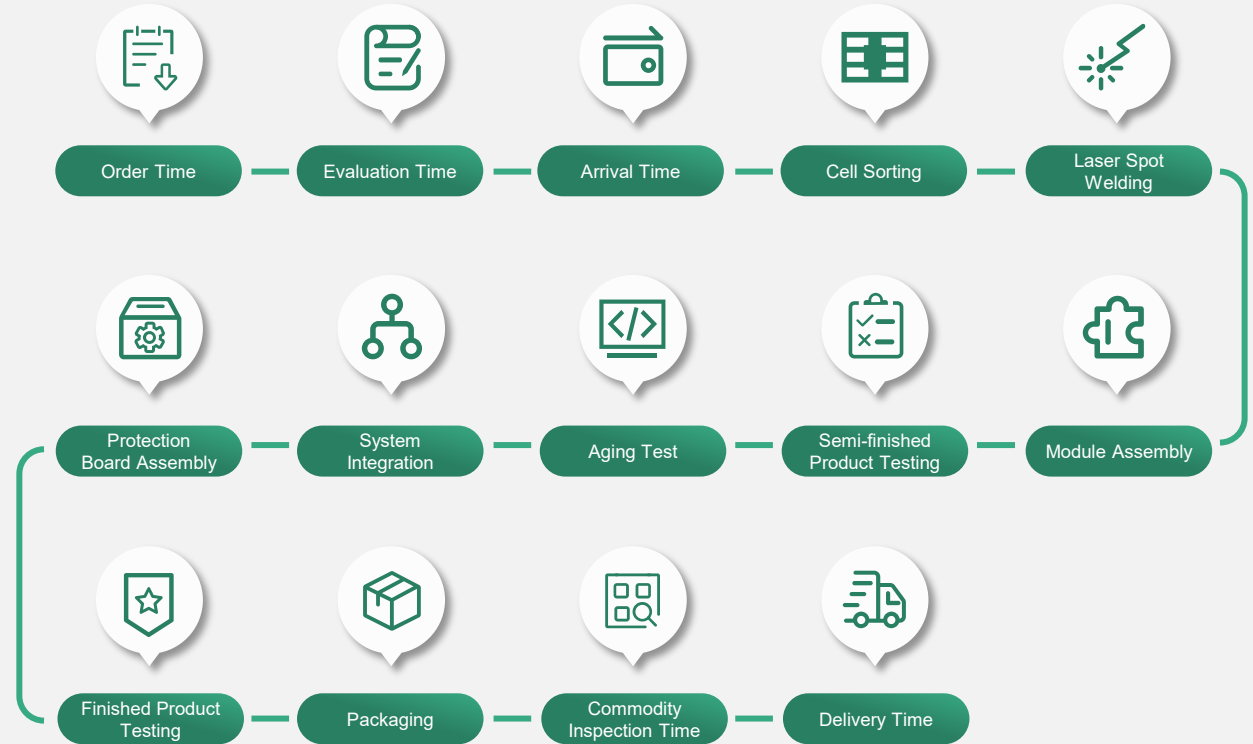 Order Time
Evaluation Time
Arrival Time
Cell Sorting
Laser Spot
Welding
Protection
Board Assembly
System
Integration
Aging Test
Semi-finished
Product Testing
Module Assembly
Finished Product
Testing
Packaging
Commodity
Inspection Time
Delivery Time